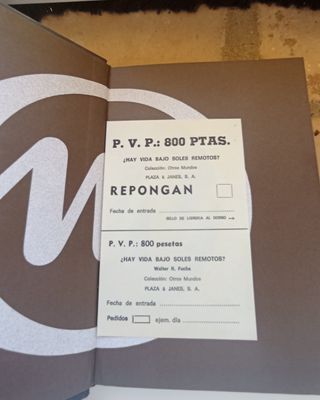 M
P. V. P.: 800 PTAS.
¿HAY VIDA BAJO SOLES REMOTOS?
Colección: Otros Mundos
PLAZA & JANES, S. A.
REPONGAN
Fecha de entrada
SELLO DE LIBRERIA AL DORSO →
P. V. P.: 800 pesetas
¿HAY VIDA BAJO SOLES REMOTOS?
Walter R. Fuchs
Colección: Otros Mundos
PLAZA & JANES, S. A.
Fecha de entrada
Pedidos ejem. día